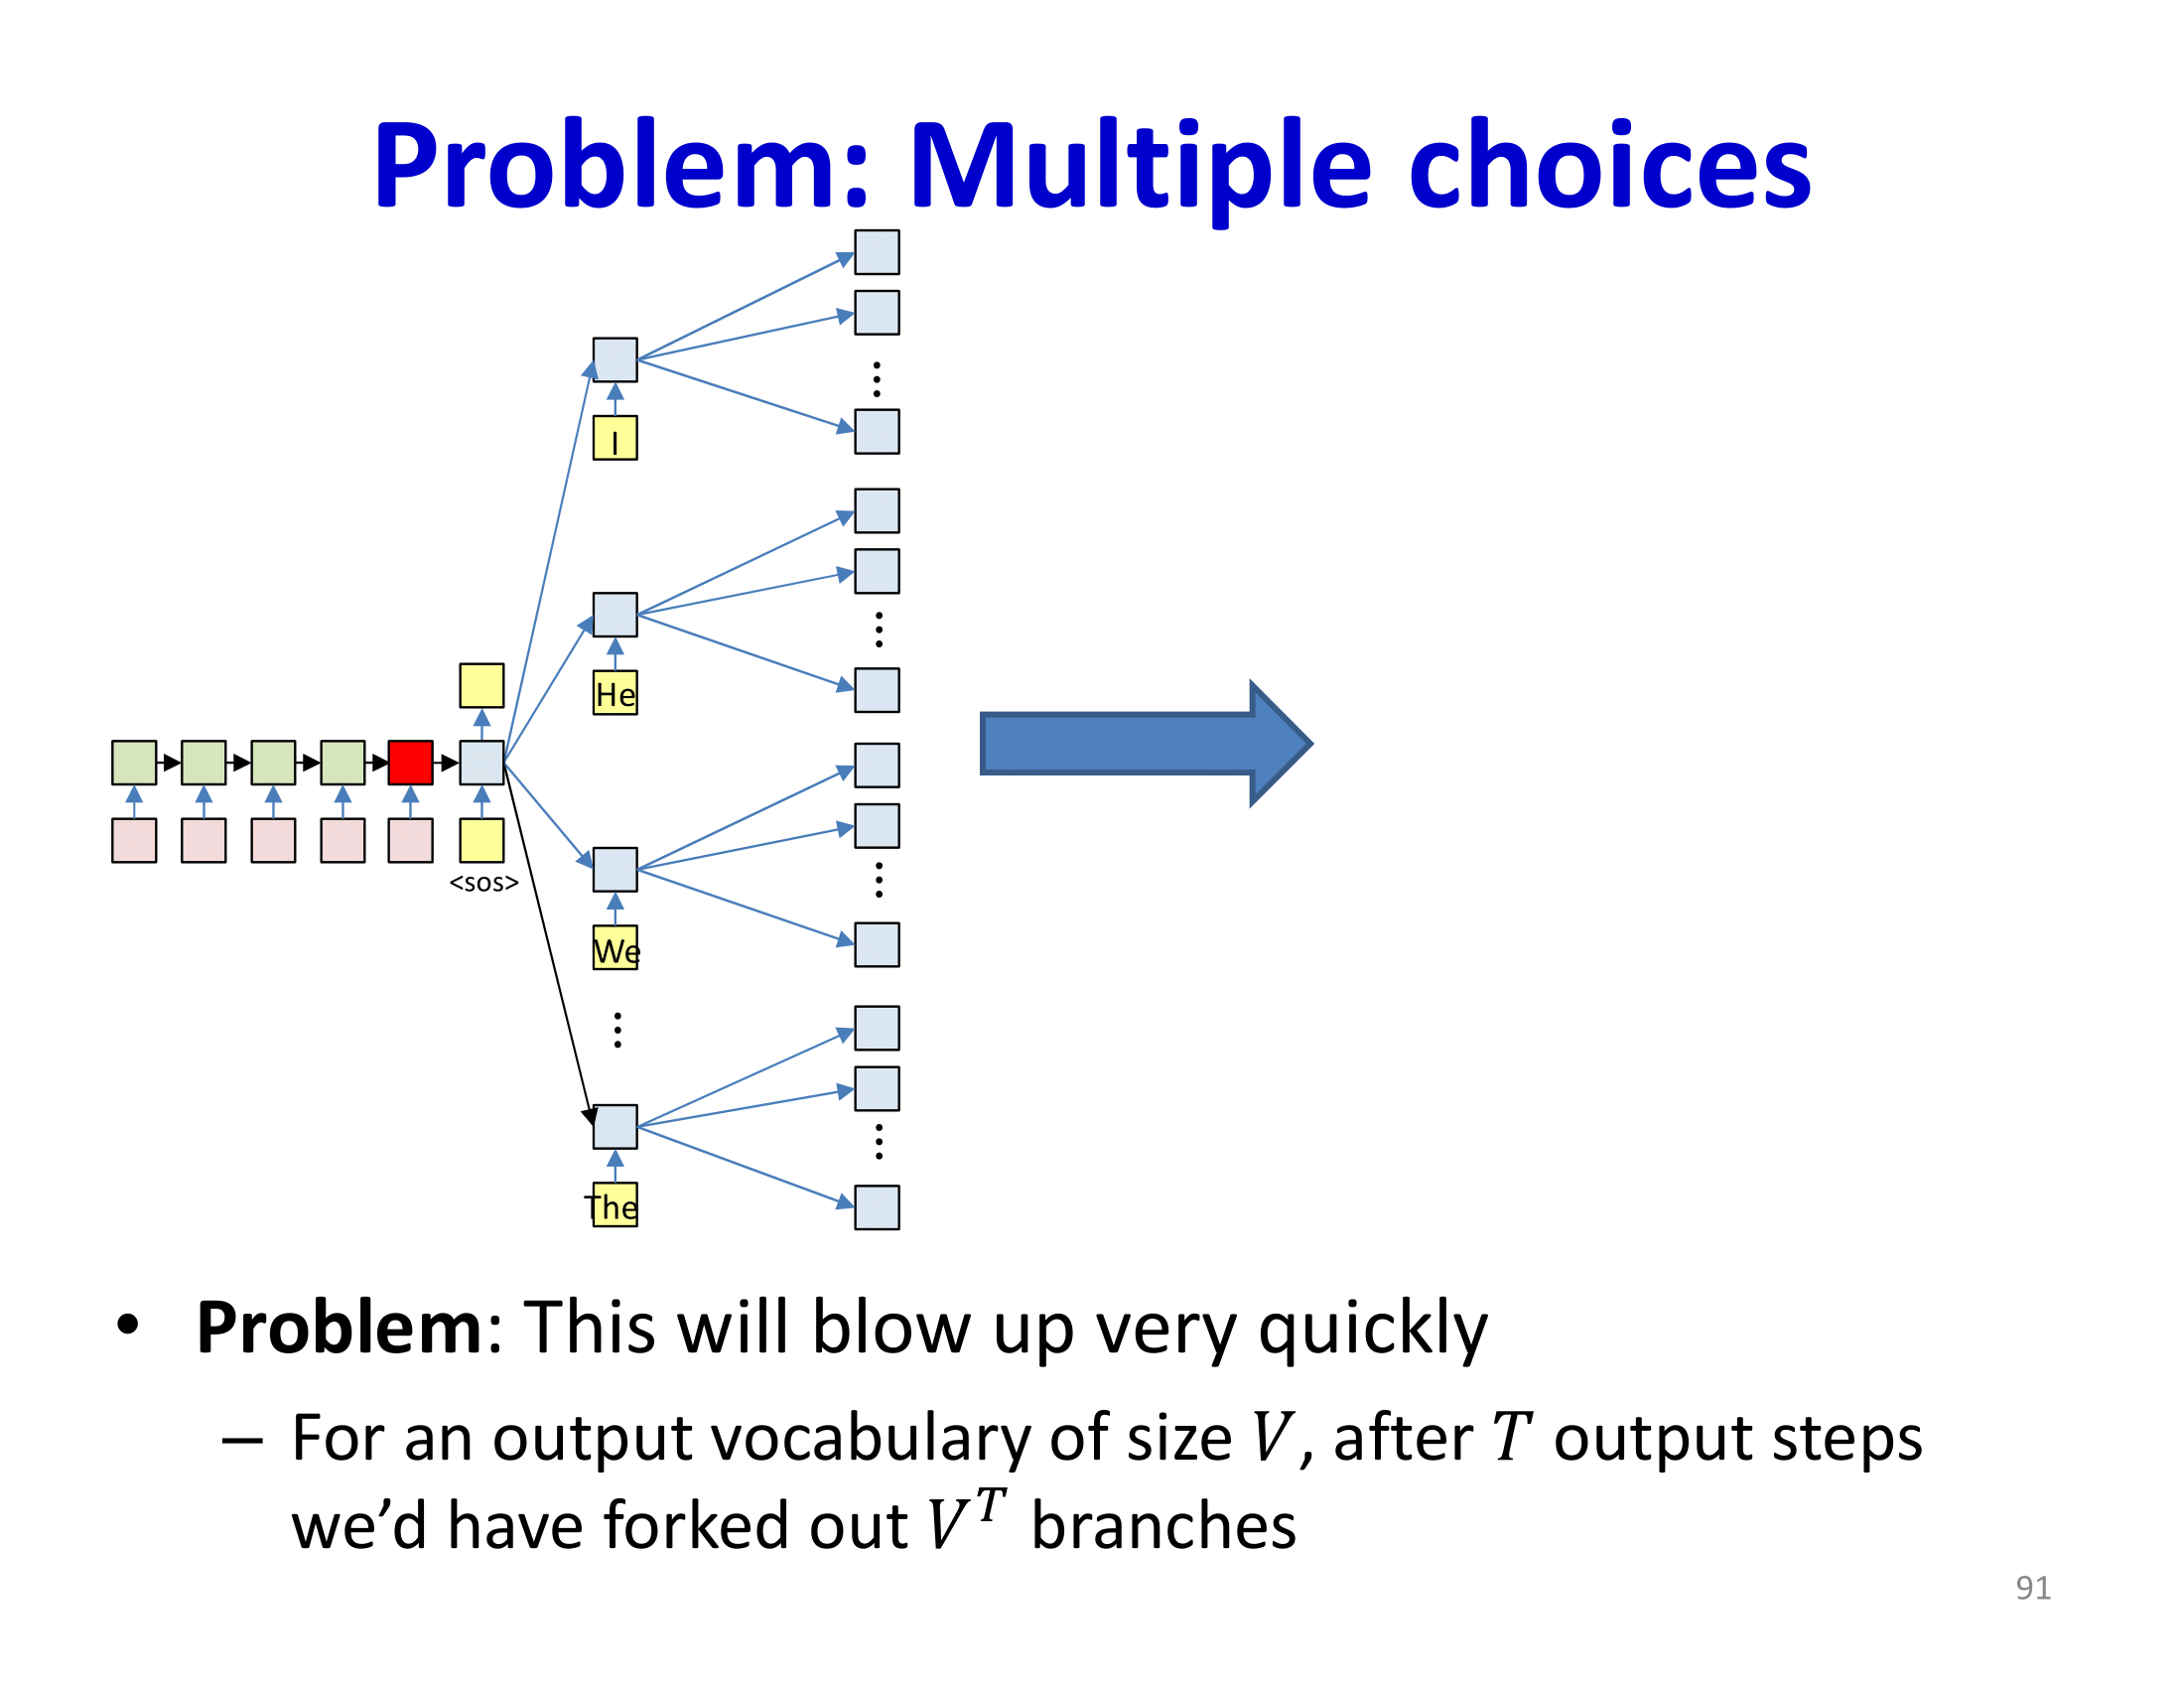 Problem: Multiple choices
I
He
<sos>
We
The
• Problem: This will blow up very quickly
– For an output vocabulary of size V, after T output steps
we’d have forked out V^T branches
91